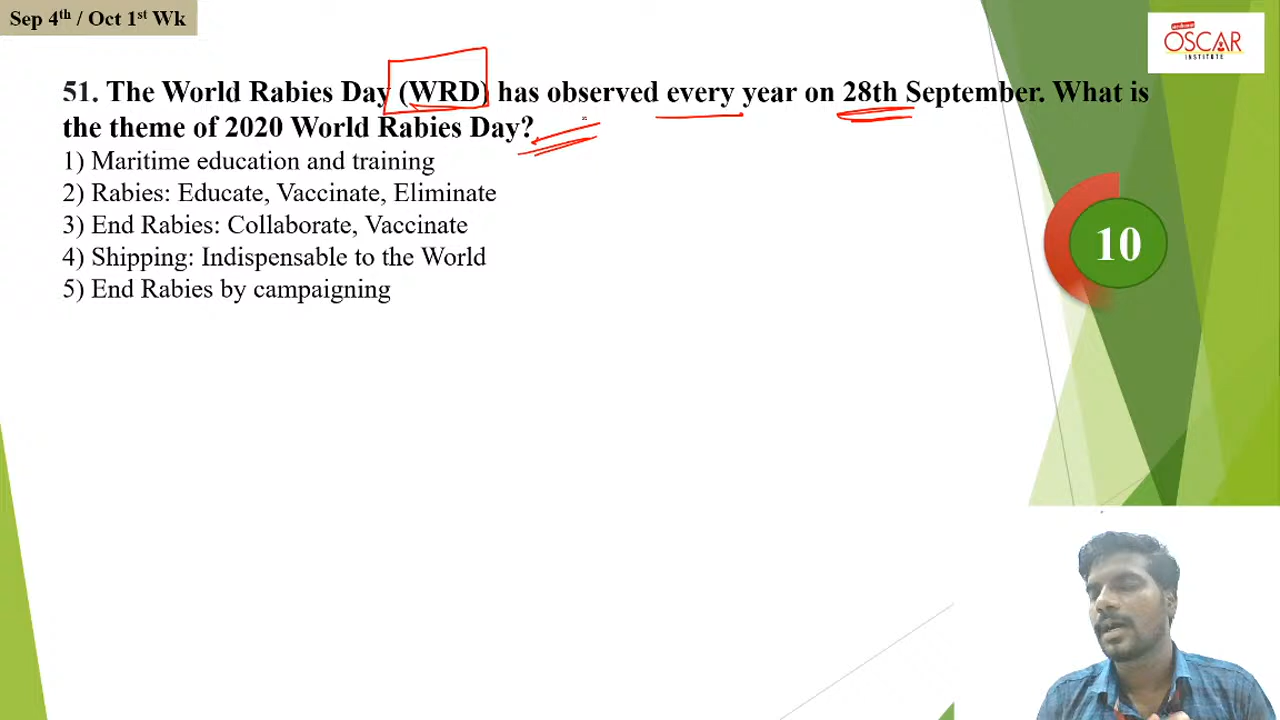 Sep 4th / Oct 1st Wk
OSCAR
INSTITUTE
51. The World Rabies Day (WRD) has observed every year on 28th September. What is
the theme of 2020 World Rabies Day?
1) Maritime education and training
2) Rabies: Educate, Vaccinate, Eliminate
3) End Rabies: Collaborate, Vaccinate
4) Shipping: Indispensable to the World
5) End Rabies by campaigning
10